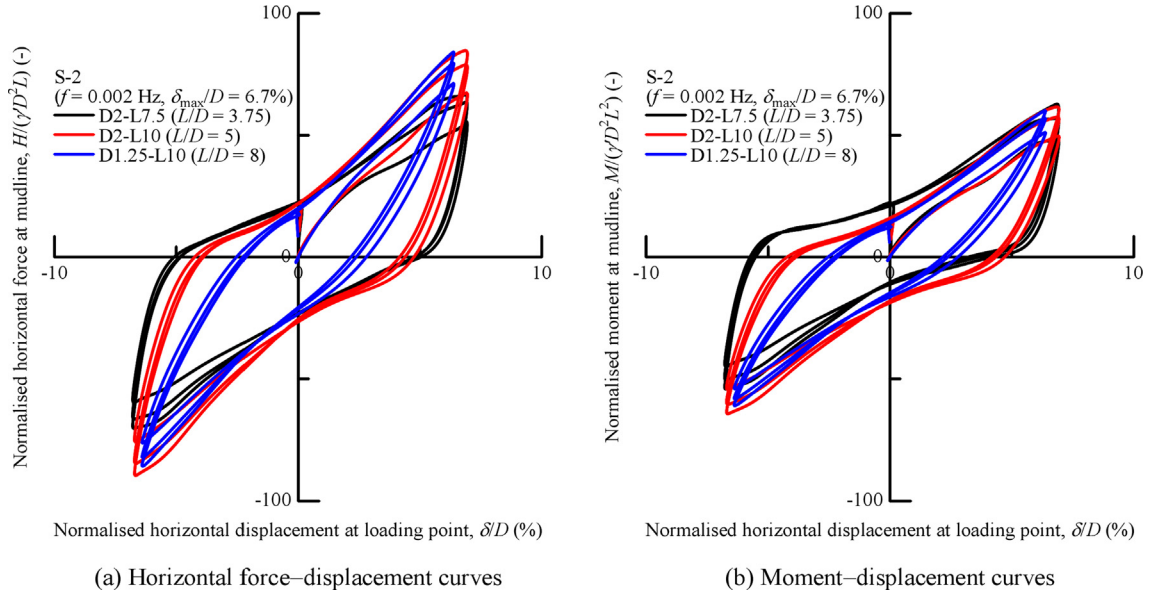 100
S-2
(f = 0.002 Hz, δmax/D = 6.7%)
D2-L7.5 (L/D = 3.75)
D2-L10 (L/D = 5)
D1.25-L10 (L/D = 8)
Normalised horizontal force at mudline, H/(γ'D²L) (-)
-10
0
10
-100
Normalised horizontal displacement at loading point, δ/D (%)
(a) Horizontal force–displacement curves
100
S-2
(f = 0.002 Hz, δmax/D = 6.7%)
D2-L7.5 (L/D = 3.75)
D2-L10 (L/D = 5)
D1.25-L10 (L/D = 8)
Normalised horizontal moment at mudline, M/(γ'D²L²) (-)
-10
0
10
-100
Normalised horizontal displacement at loading point, δ/D (%)
(b) Moment–displacement curves